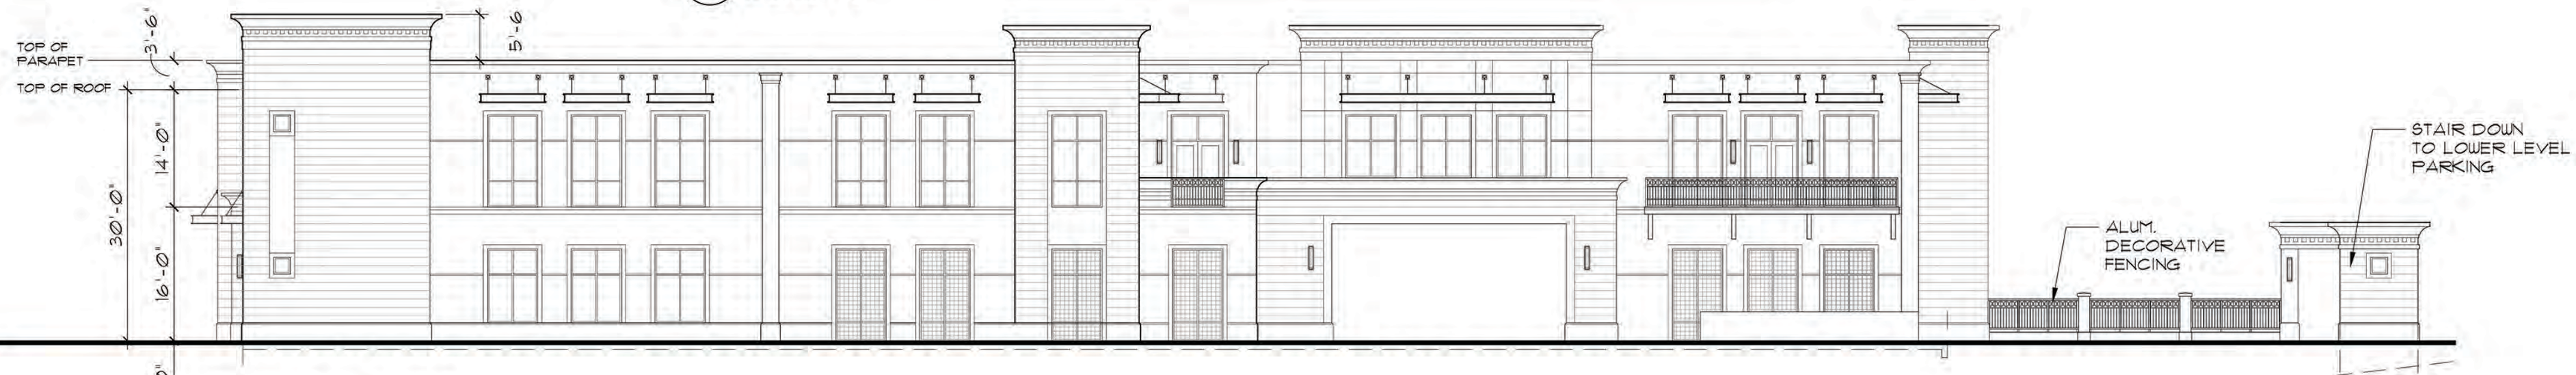 TOP OF
PARAPET
TOP OF ROOF
3'-6"
5'-6
14'-0"
30'-0"
16'-0"
STAIR DOWN
TO LOWER LEVEL
PARKING
ALUM.
DECORATIVE
FENCING